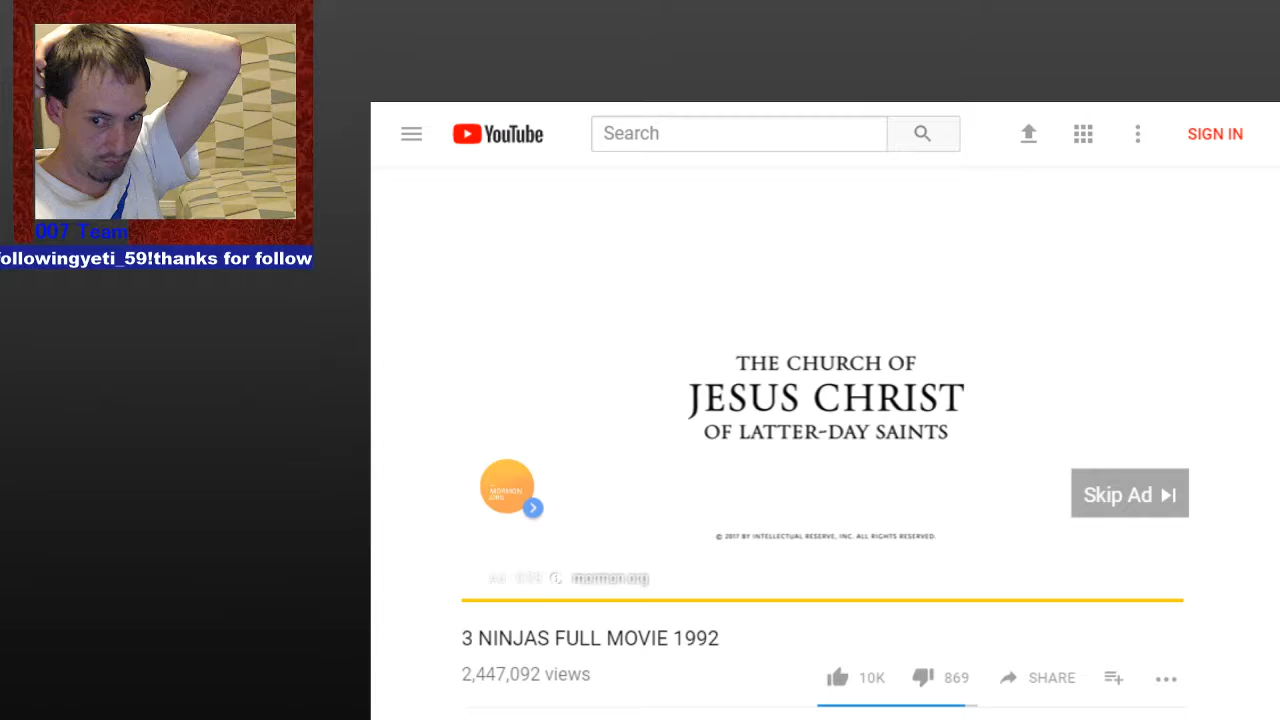 007 Team
ollowingyeti_59!thanks for follow
YouTube
Search
SIGN IN
THE CHURCH OF
JESUS CHRIST
OF LATTER-DAY SAINTS
MORMON
Skip Ad
© 2017 BY INTELLECTUAL RESERVE, INC. ALL RIGHTS RESERVED.
Ad mormon.org
3 NINJAS FULL MOVIE 1992
2,447,092 views
10K 869 SHARE